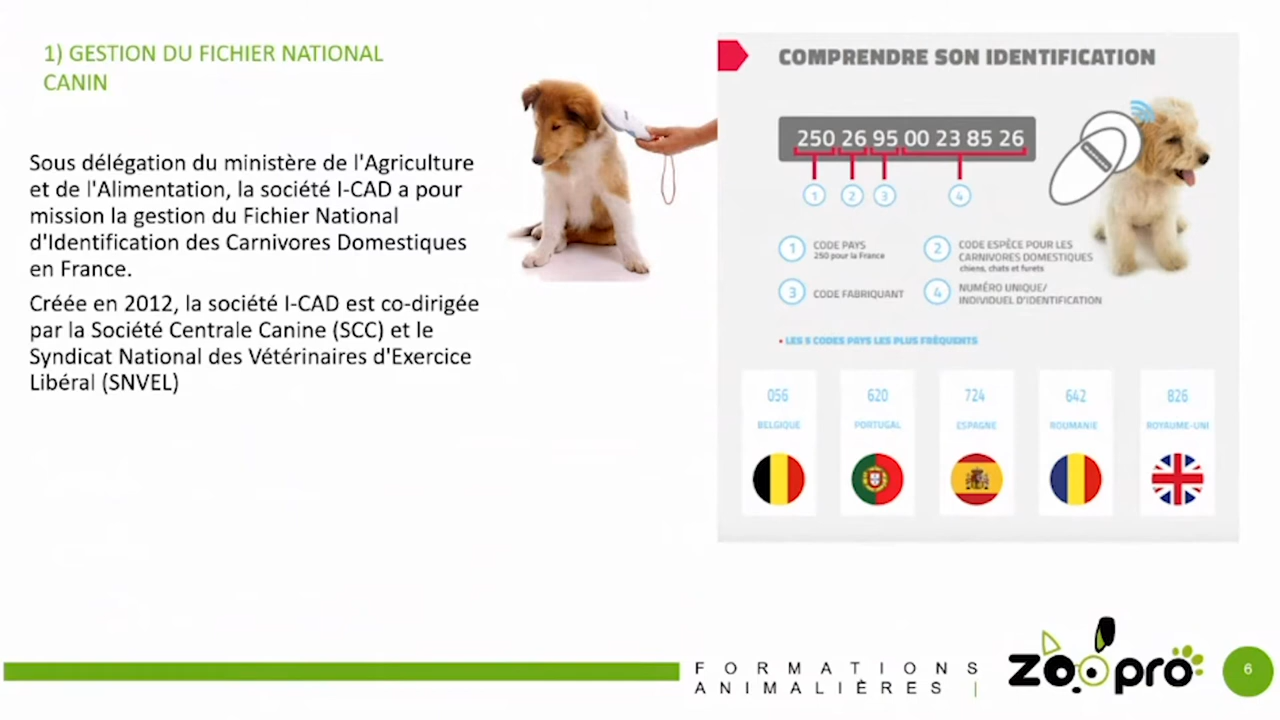 1) GESTION DU FICHIER NATIONAL
CANIN
Sous délégation du ministère de l'Agriculture
et de l'Alimentation, la société I-CAD a pour
mission la gestion du Fichier National
d'Identification des Carnivores Domestiques
en France.
Créée en 2012, la société I-CAD est co-dirigée
par la Société Centrale Canine (SCC) et le
Syndicat National des Vétérinaires d'Exercice
Libéral (SNVEL)
COMPRENDRE SON IDENTIFICATION
250 26 95 00 23 85 26
1 2 3 4
1 CODE PAYS
250 pour la France
2 CODE ESPÈCE POUR LES
CARNIVORES DOMESTIQUES
chiens, chats et furets
3 CODE FABRIQUANT
4 NUMÉRO UNIQUE/
INDIVIDUEL D'IDENTIFICATION
• LES 5 CODES PAYS LES PLUS FRÉQUENTS
056 620 724 642 826
BELGIQUE PORTUGAL ESPAGNE ROUMANIE ROYAUME-UNI
FORMATIONS
ANIMALIÈRES |
zoopro
6